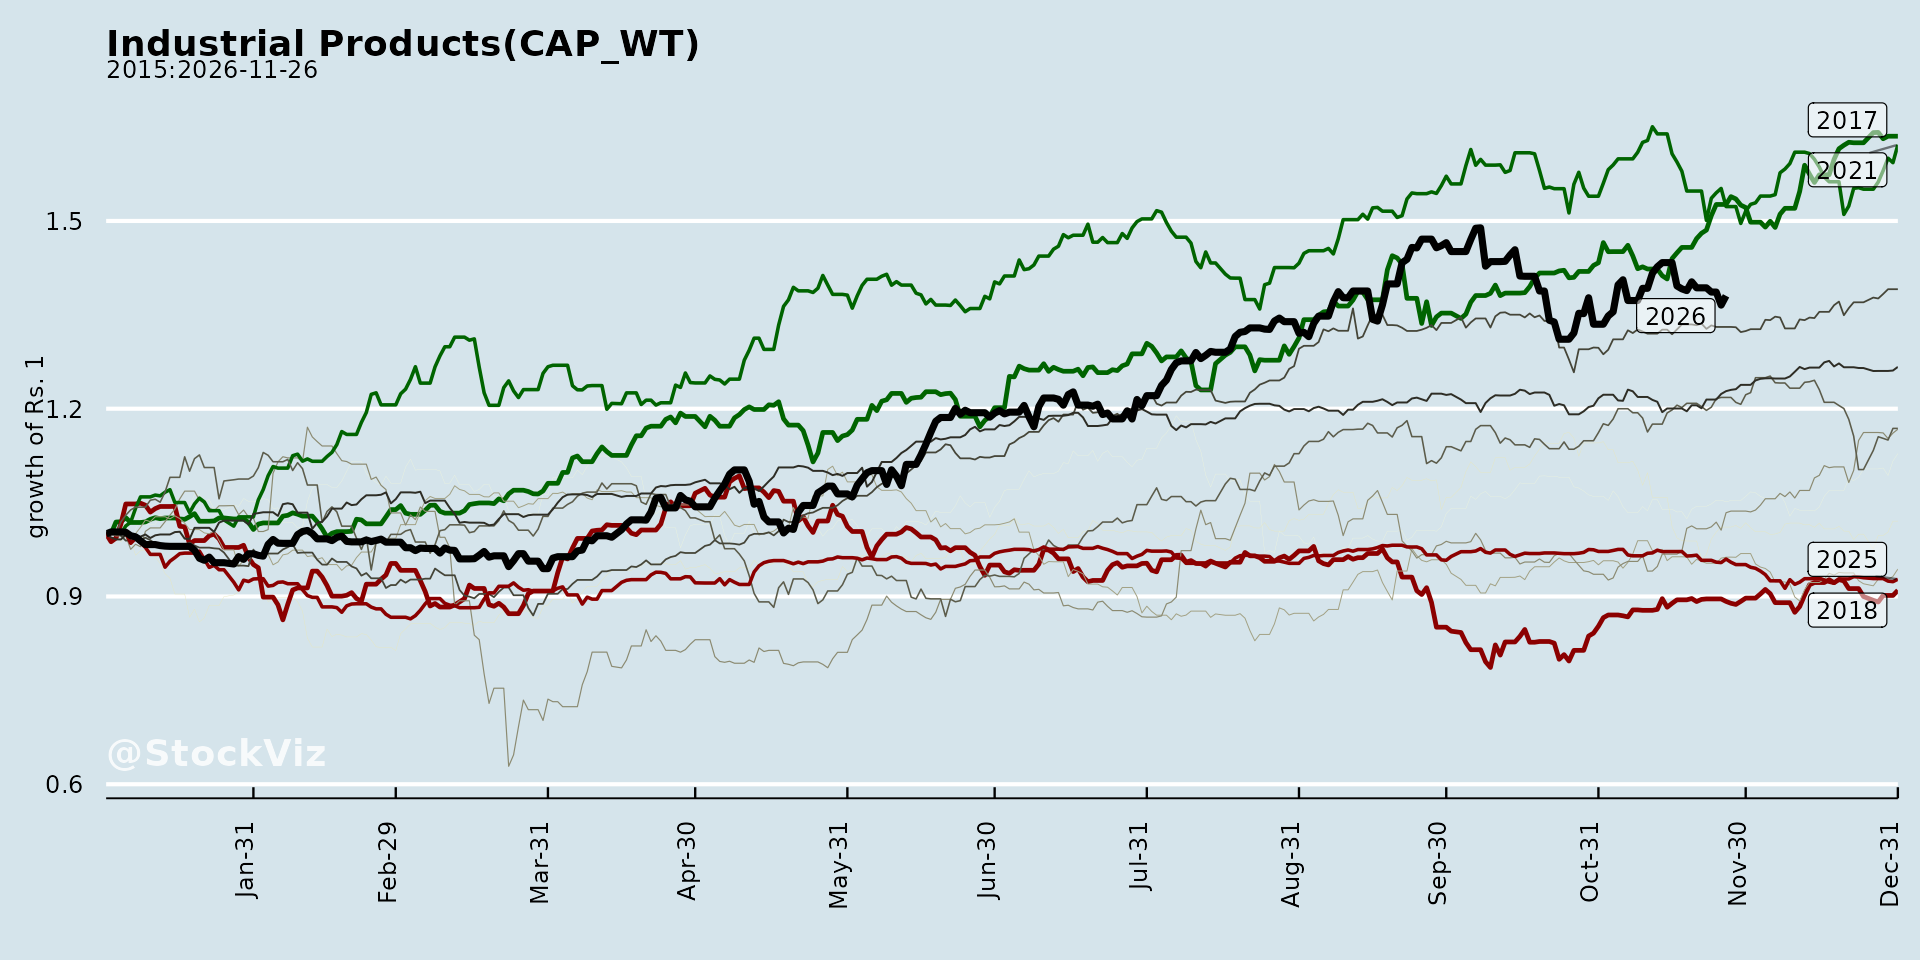 Industrial Products(CAP_WT)
2015:2026-11-26
growth of Rs. 1
1.5
1.2
0.9
0.6
2017
2021
2026
2025
2018
@StockViz
Jan-31
Feb-29
Mar-31
Apr-30
May-31
Jun-30
Jul-31
Aug-31
Sep-30
Oct-31
Nov-30
Dec-31